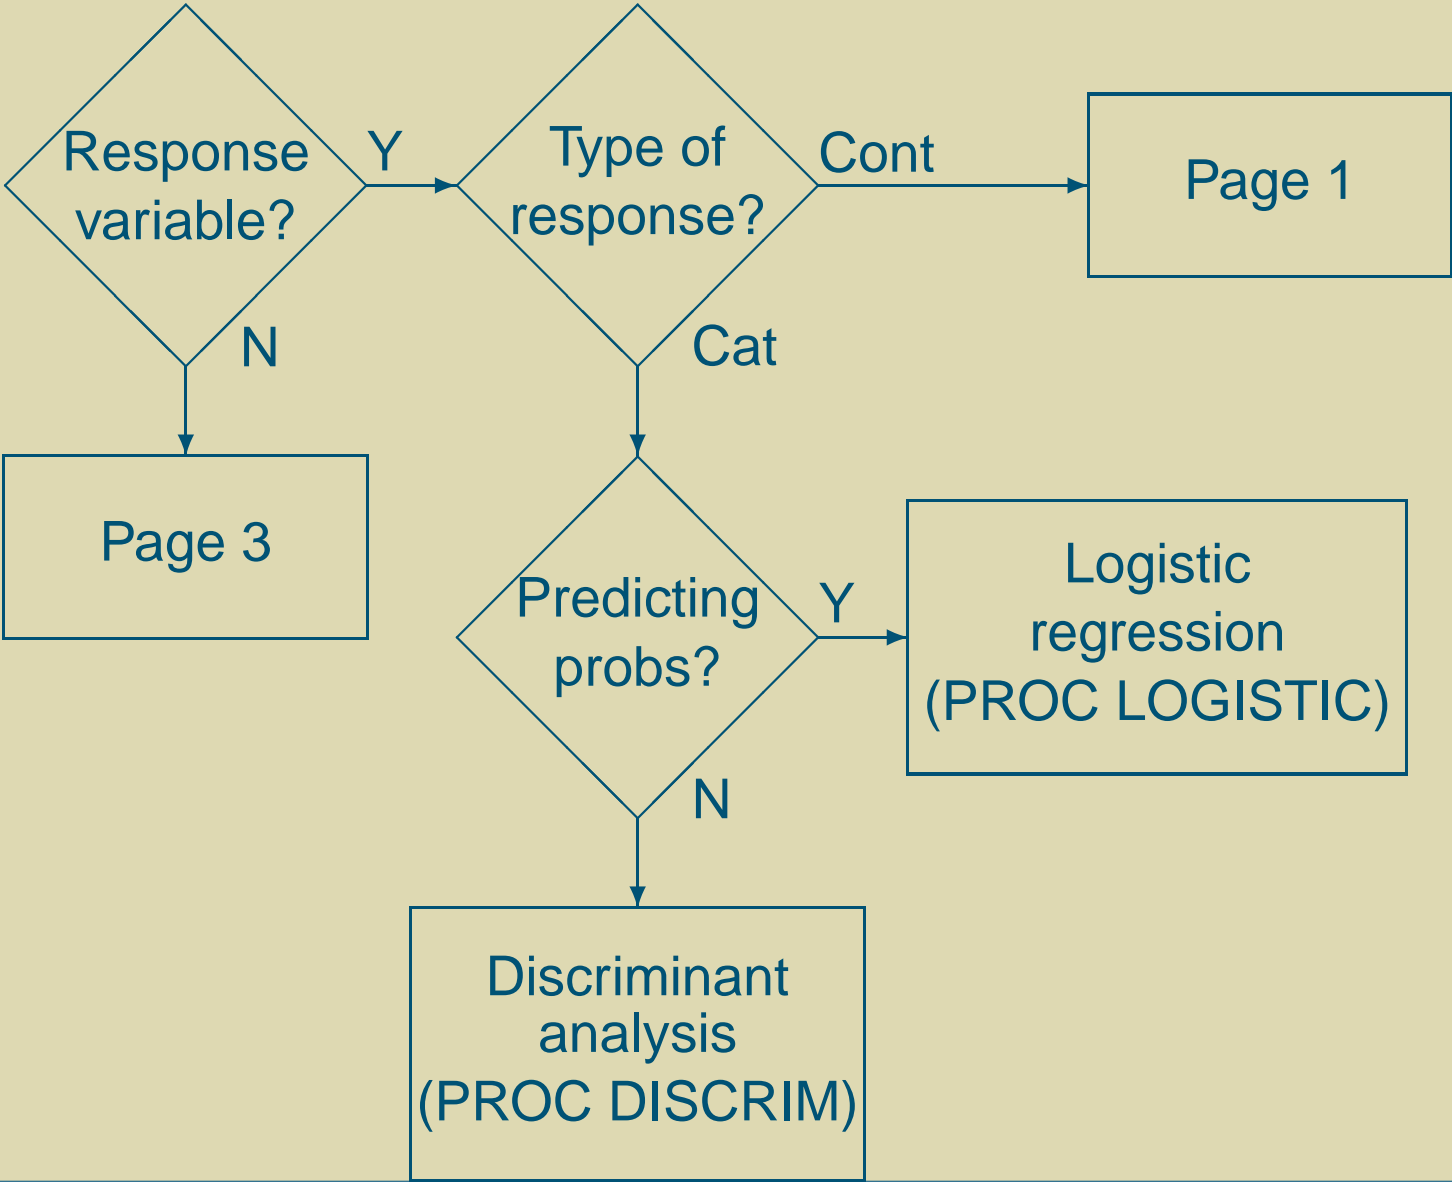 Response
variable?
Y
N
Type of
response?
Cont
Cat
Page 1
Page 3
Predicting
probs?
Y
N
Logistic
regression
(PROC LOGISTIC)
Discriminant
analysis
(PROC DISCRIM)